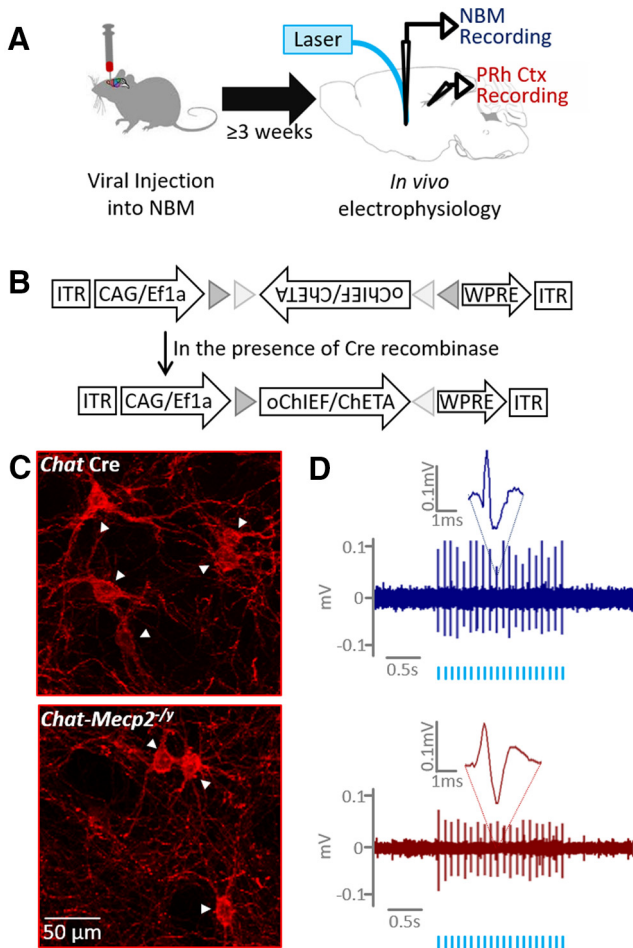 A
Laser
NBM
Recording
PRh Ctx
Recording
≥3 weeks
Viral Injection
into NBM
In vivo
electrophysiology
B
ITR CAG/Ef1a oChIEF/ChETA WPRE ITR
In the presence of Cre recombinase
ITR CAG/Ef1a oChIEF/ChETA WPRE ITR
C
Chat Cre
Chat-Mecp2-/y
50 µm
D
0.1mV
1ms
0.1
0
-0.1
mV
0.5s
0.1mV
1ms
0.1
0
-0.1
mV
0.5s